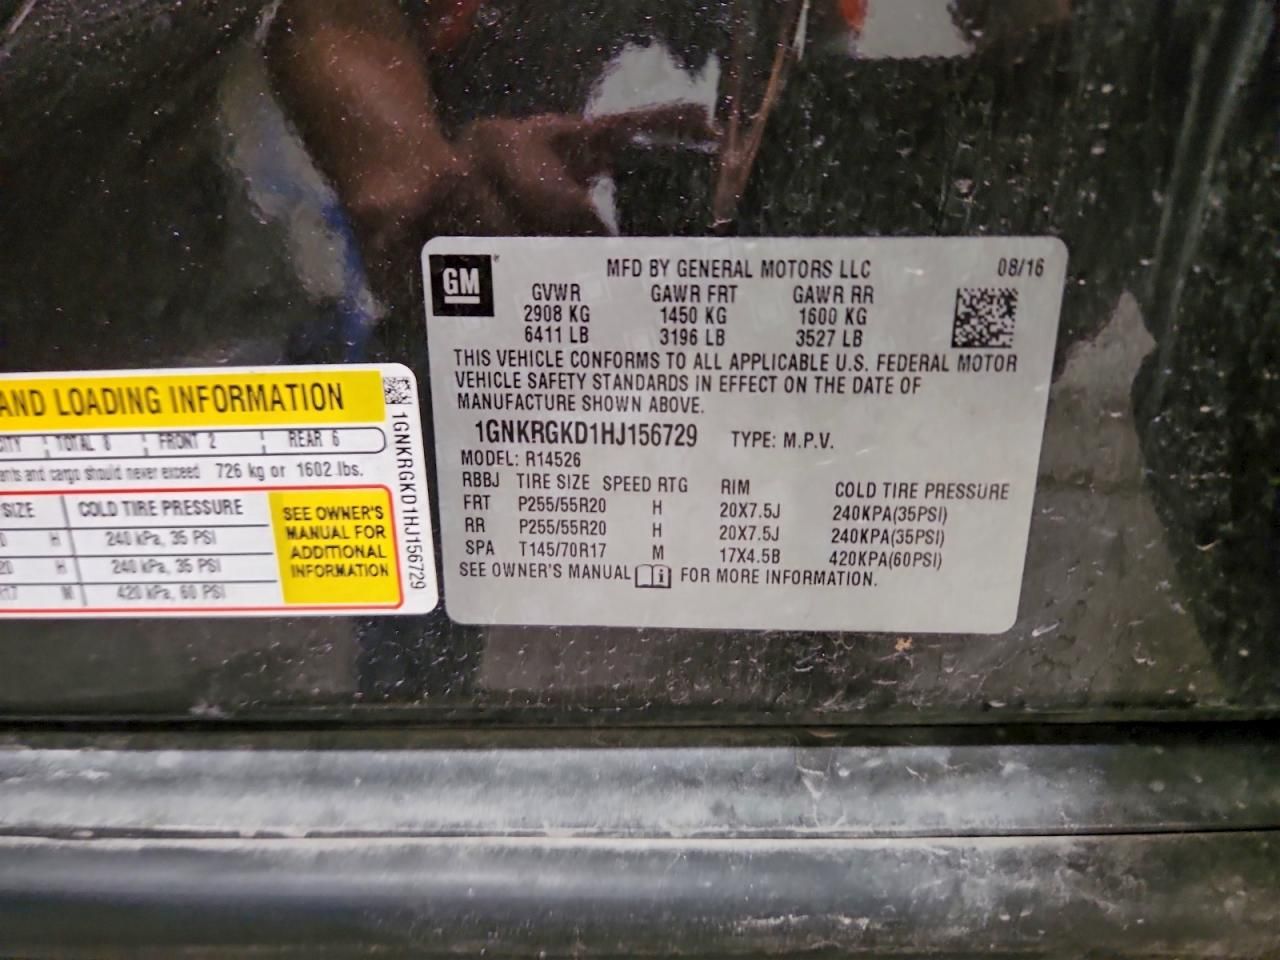 GM
MFD BY GENERAL MOTORS LLC 08/16
GVWR GAWR FRT GAWR RR
2908 KG 1450 KG 1600 KG
6411 LB 3196 LB 3527 LB
THIS VEHICLE CONFORMS TO ALL APPLICABLE U.S. FEDERAL MOTOR
VEHICLE SAFETY STANDARDS IN EFFECT ON THE DATE OF
MANUFACTURE SHOWN ABOVE.
1GNKRGKD1HJ156729 TYPE: M.P.V.
MODEL: R14526
RBBJ TIRE SIZE SPEED RTG RIM COLD TIRE PRESSURE
FRT P255/55R20 H 20X7.5J 240KPA(35PSI)
RR P255/55R20 H 20X7.5J 240KPA(35PSI)
SPA T145/70R17 M 17X4.5B 420KPA(60PSI)
SEE OWNER'S MANUAL FOR MORE INFORMATION.
AND LOADING INFORMATION
TOTAL 8 FRONT 2 REAR 6
and cargo should never exceed 726 kg or 1602 lbs.
SIZE COLD TIRE PRESSURE
H 240 kPa, 35 PSI
H 240 kPa, 35 PSI
M 420 kPa, 60 PSI
SEE OWNER'S
MANUAL FOR
ADDITIONAL
INFORMATION
1GNKRGKD1HJ156729